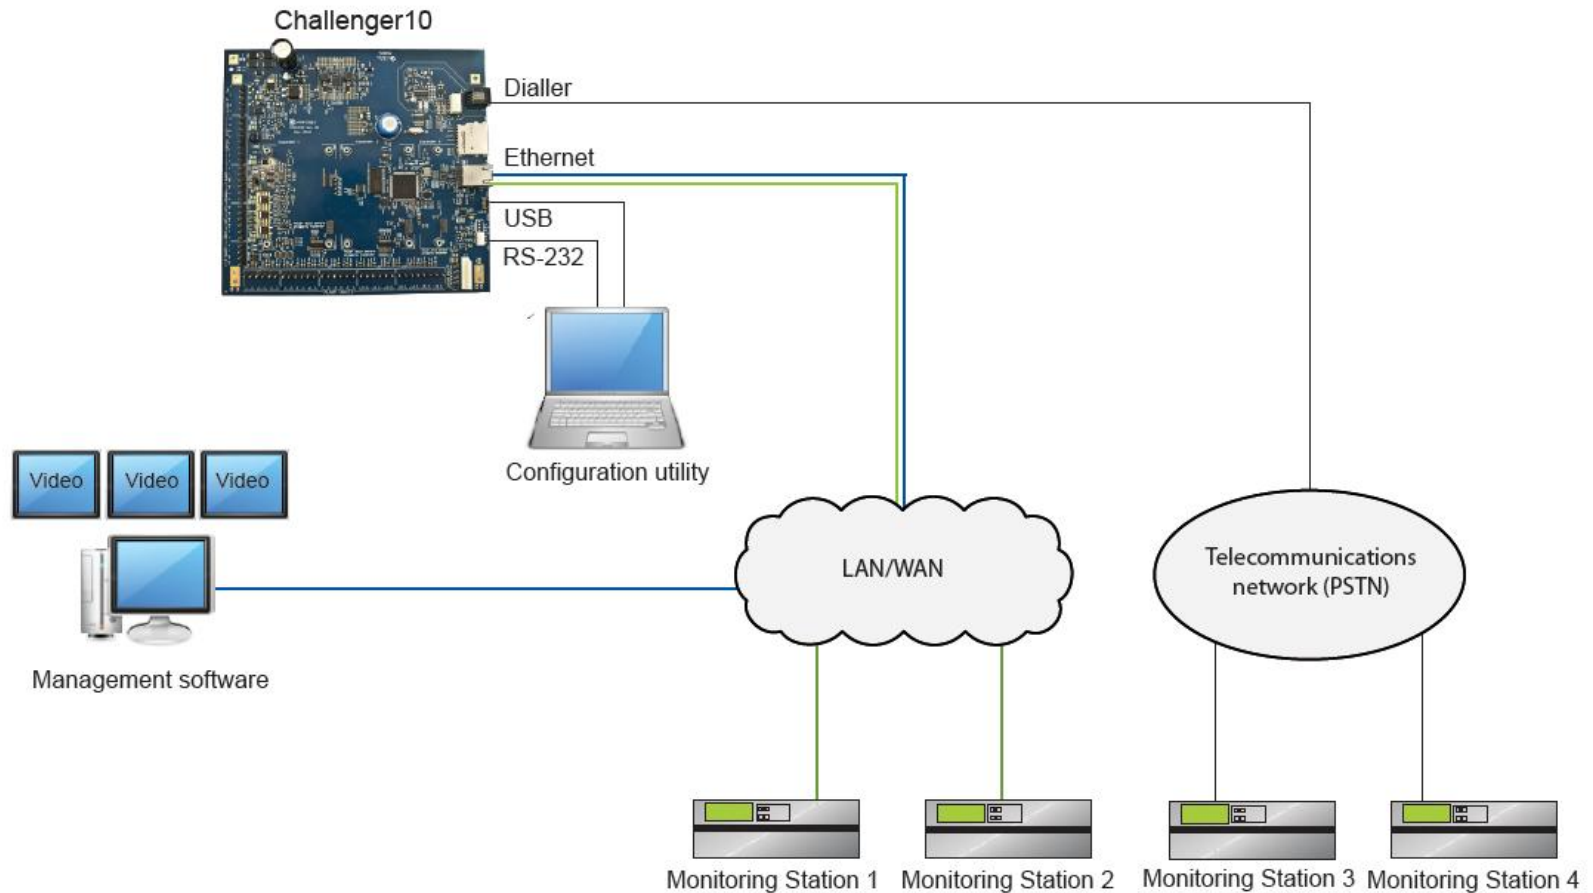 Challenger10
Dialler
Ethernet
USB
RS-232
Configuration utility
Video
Video
Video
Management software
LAN/WAN
Telecommunications
network (PSTN)
Monitoring Station 1
Monitoring Station 2
Monitoring Station 3
Monitoring Station 4